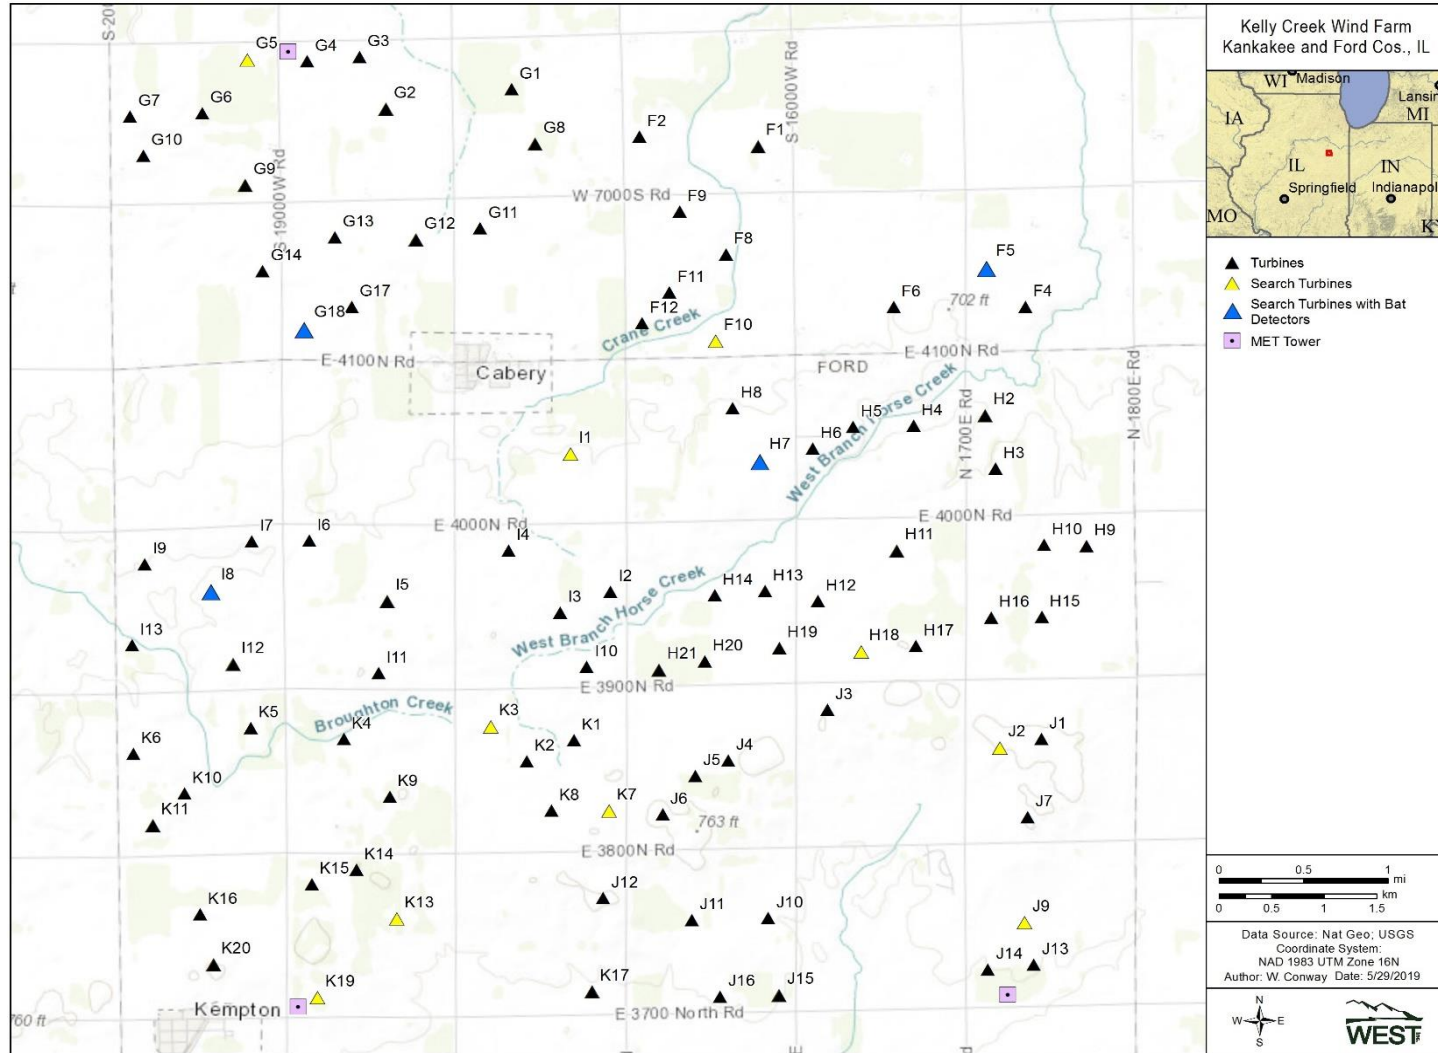 Kelly Creek Wind Farm
Kankakee and Ford Cos., IL
WI
Madison
Lansin
MI
IA
IL
IN
Springfield
Indianapol
MO
K
Turbines
Search Turbines
Search Turbines with Bat
Detectors
MET Tower
0 0.5 1
mi
km
0 0.5 1 1.5
Data Source: Nat Geo; USGS
Coordinate System:
NAD 1983 UTM Zone 16N
Author: W. Conway Date: 5/29/2019
N
W E
S
WEST
S 200
G5
G4
G3
G1
G7
G6
G2
G8
F2
F1
S 16000W Rd
G10
G9
S 19000W Rd
W 7000S Rd
F9
G13
G12
G11
F8
G14
F5
F11
G17
F12
F6
702 ft
F4
G18
Crane Creek
F10
E 4100N Rd
E 4100N Rd
Cabery
FORD
H8
H5
H4
H2
West Branch Horse Creek
N 1700E Rd
N 1800E Rd
I1
H7
H6
H3
E 4000N Rd
E 4000N Rd
I7
I6
I4
H11
H10
H9
I9
I8
I5
I3
I2
H14
H13
H12
H16
H15
West Branch Horse Creek
I13
I12
I11
I10
H21
H20
H19
H18
H17
E 3900N Rd
Broughton Creek
J3
K5
K4
K3
K1
J2
J1
K6
K2
J5
J4
K10
K9
K11
K8
K7
J6
763 ft
J7
E 3800N Rd
K15
K14
K16
K13
J12
J11
J10
J9
K20
K19
K17
J16
J15
J14
J13
Kempton
760 ft
E 3700 North Rd
E